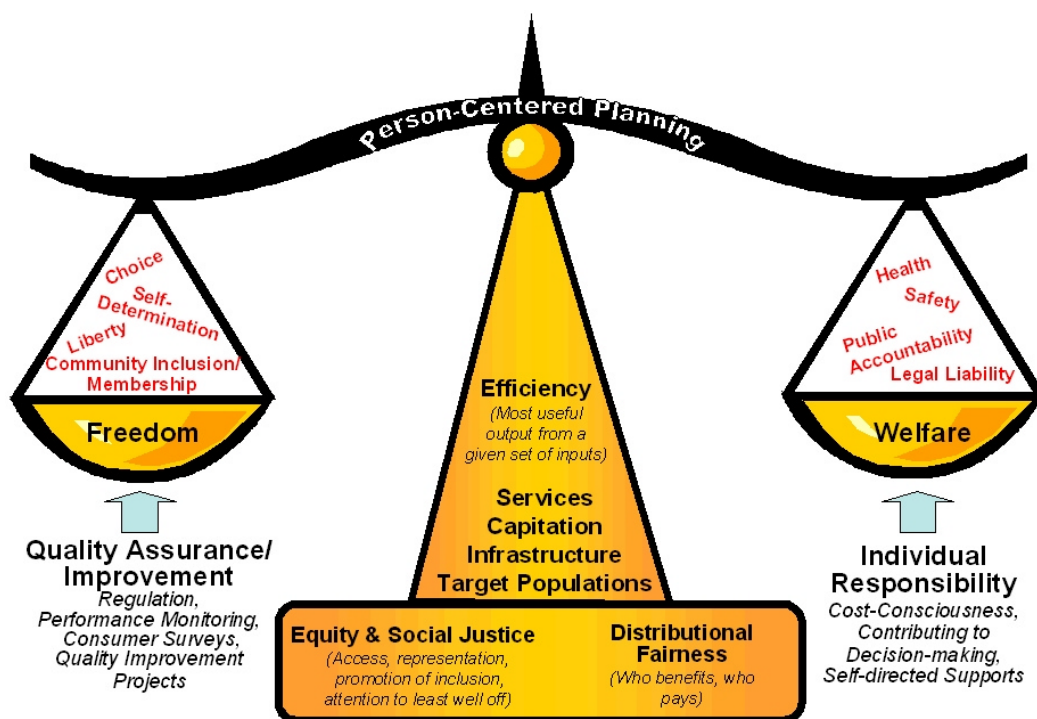 Person-Centered Planning
Choice
Self-
Determination
Liberty
Community Inclusion/
Membership
Freedom
Health
Safety
Public
Accountability
Legal Liability
Welfare
Efficiency
(Most useful
output from a
given set of inputs)
Services
Capitation
Infrastructure
Target Populations
Quality Assurance/
Improvement
Regulation,
Performance Monitoring,
Consumer Surveys,
Quality Improvement
Projects
Equity & Social Justice
(Access, representation,
promotion of inclusion,
attention to least well off)
Distributional
Fairness
(Who benefits, who
pays)
Individual
Responsibility
Cost-Consciousness,
Contributing to
Decision-making,
Self-directed Supports